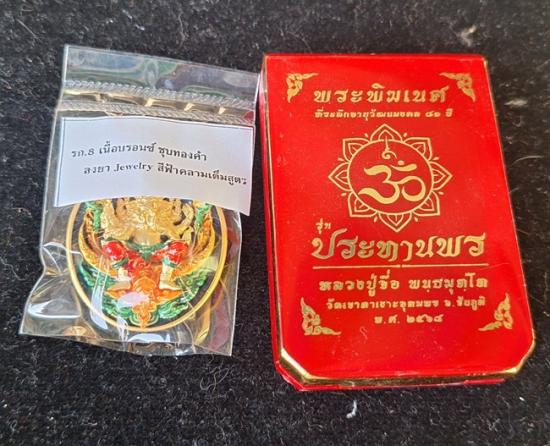 รก.8 เนื้อบรอนซ์ ชุบทองคำ
ลงยา Jewelry สีฟ้าคลามเต็มสูตร
พระพิฆเนศ
ที่ระลึกอายุวัฒนมงคล ๘๑ ปี
ॐ
รุ่น
ประทานพร
หลวงปู่จื่อ พนฺธมุตฺโต
วัดเขาตาเงาะอุดมพร จ.ชัยภูมิ
พ.ศ. ๒๕๖๘